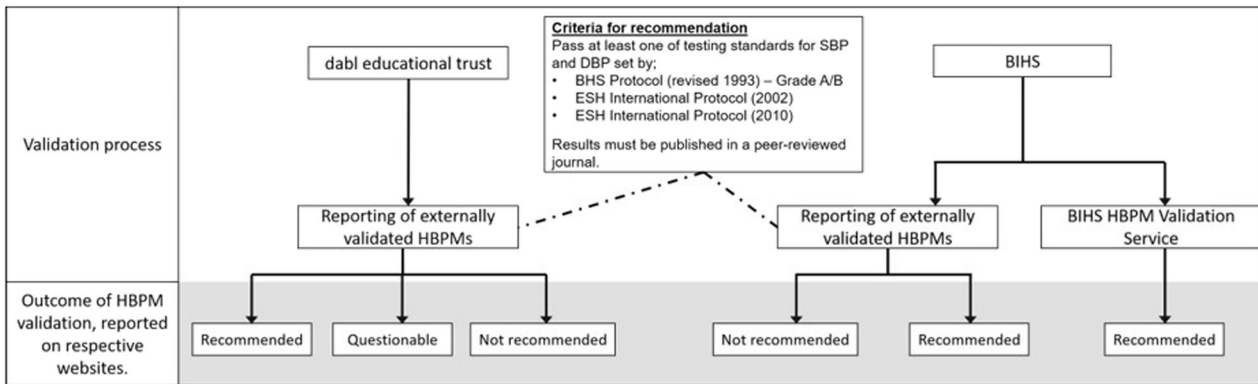 Criteria for recommendation
Pass at least one of testing standards for SBP
and DBP set by;
• BHS Protocol (revised 1993) – Grade A/B
• ESH International Protocol (2002)
• ESH International Protocol (2010)
Results must be published in a peer-reviewed
journal.
dabl educational trust
BIHS
Validation process
Reporting of externally
validated HBPMs
Reporting of externally
validated HBPMs
BIHS HBPM Validation
Service
Outcome of HBPM
validation, reported
on respective
websites.
Recommended
Questionable
Not recommended
Not recommended
Recommended
Recommended